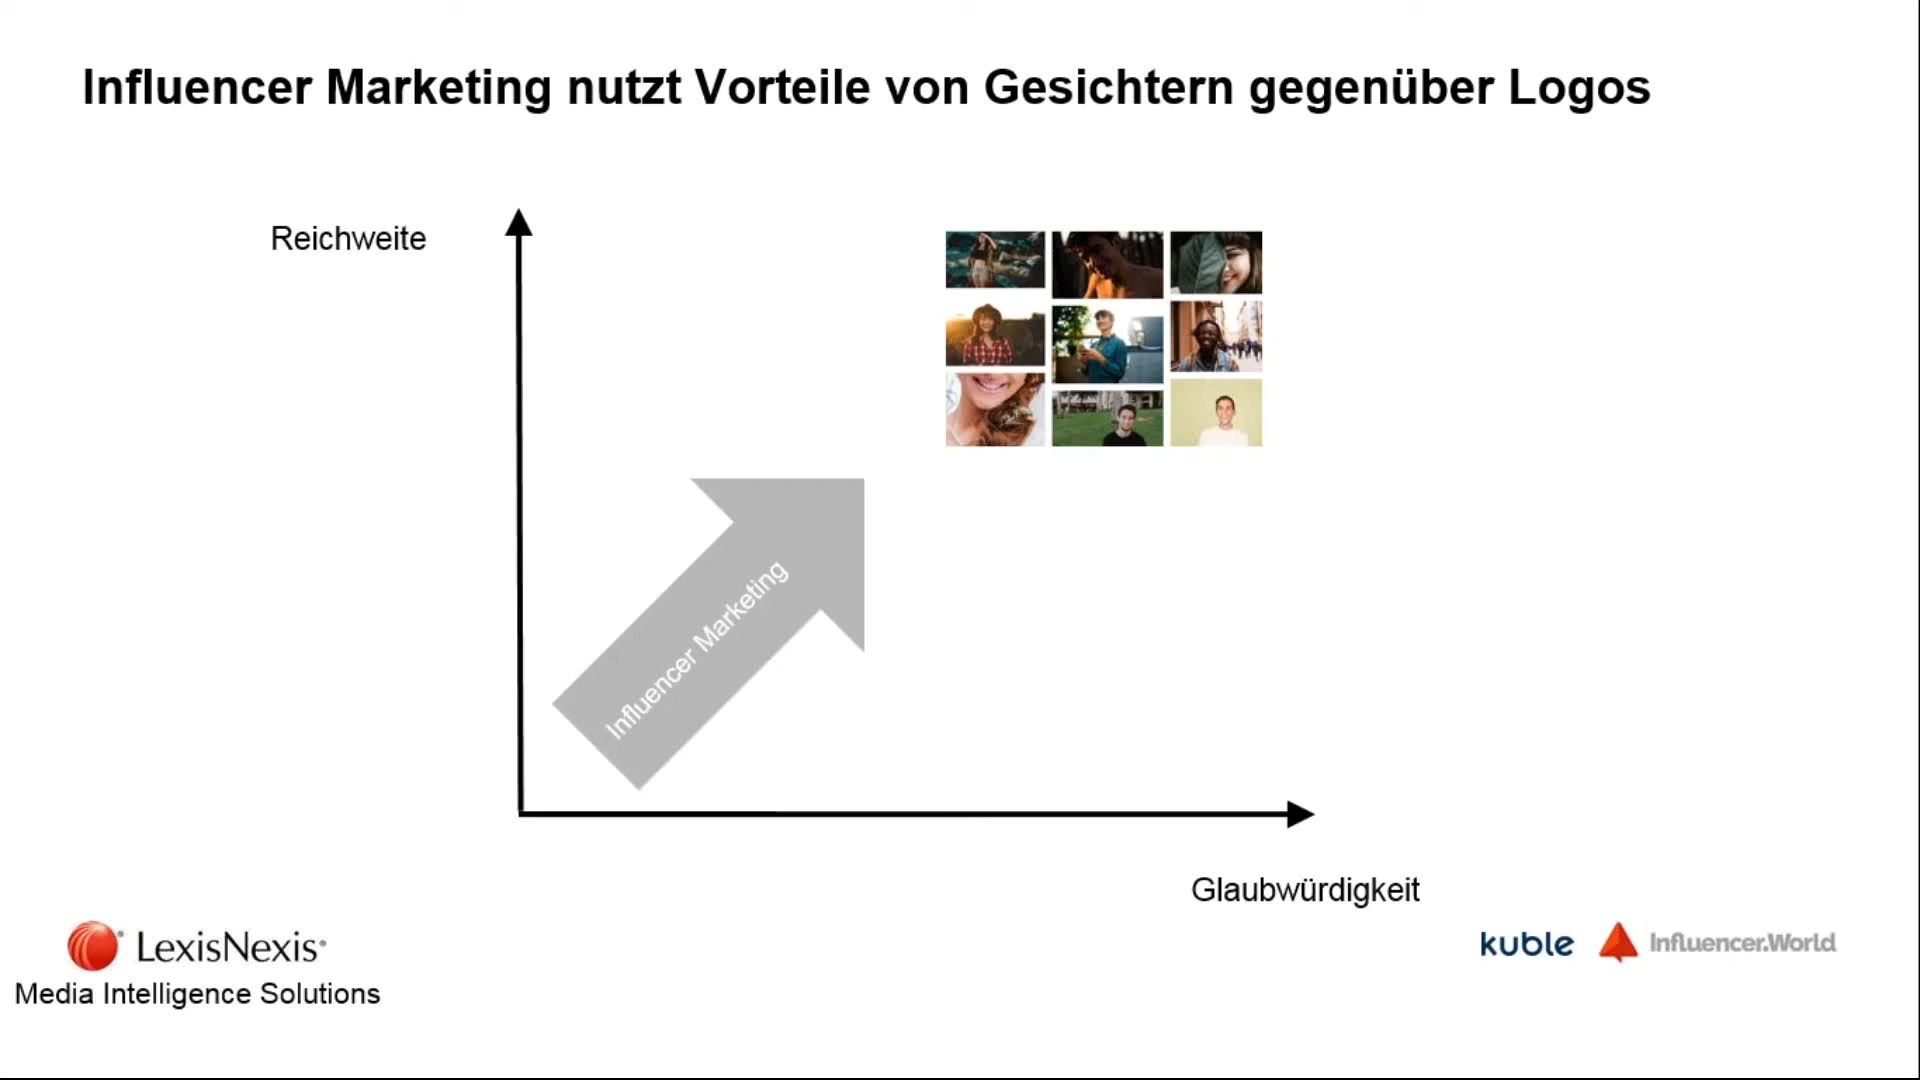 Influencer Marketing nutzt Vorteile von Gesichtern gegenüber Logos
Reichweite
Influencer Marketing
Glaubwürdigkeit
LexisNexis®
Media Intelligence Solutions
kuble
Influencer.World